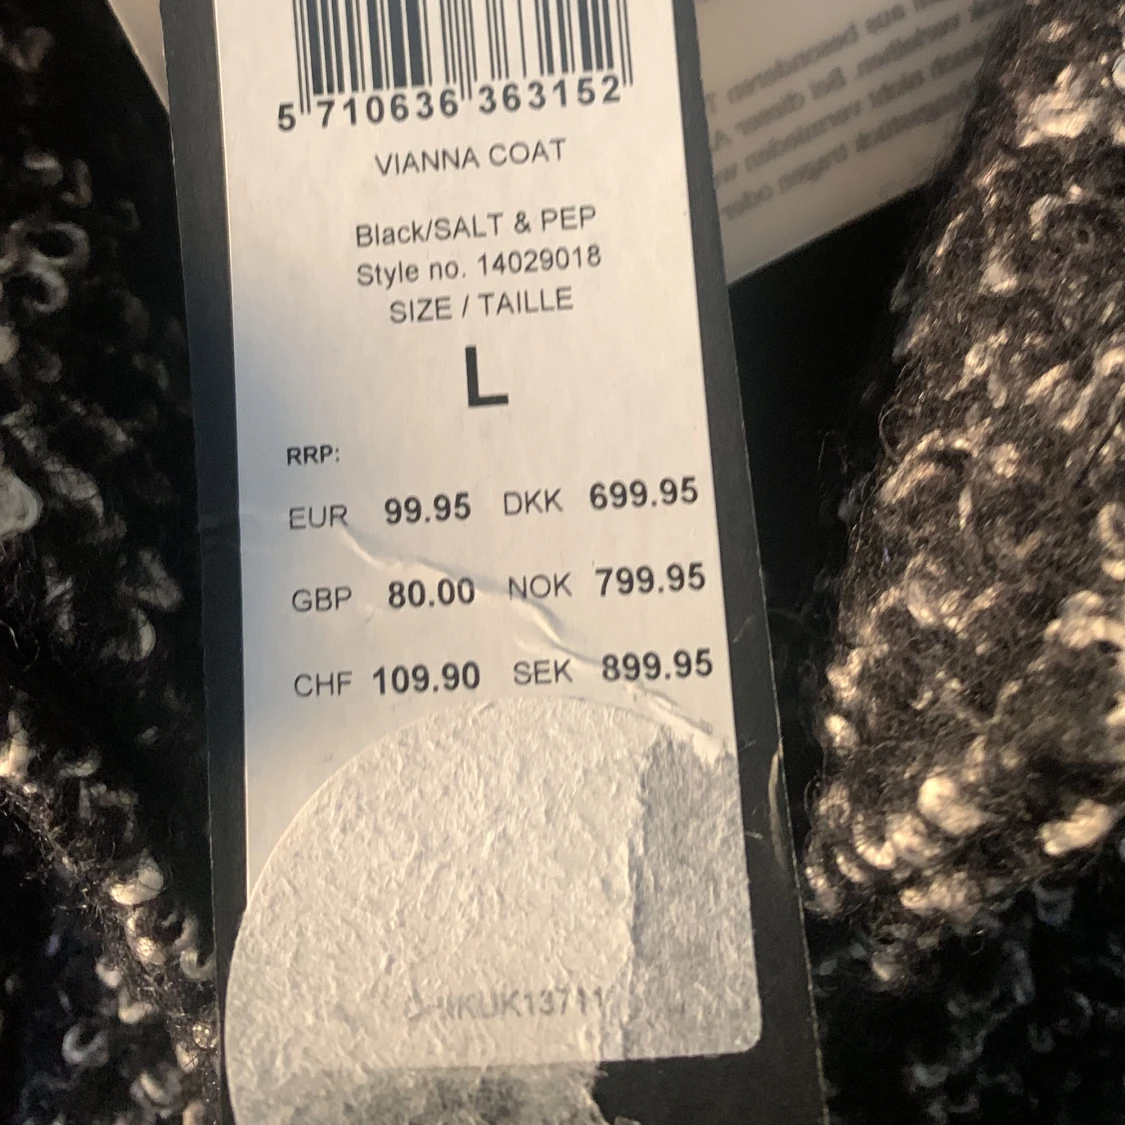 5 710636 363152
VIANNA COAT
Black/SALT & PEP
Style no. 14029018
SIZE / TAILLE
L
RRP:
EUR 99.95 DKK 699.95
GBP 80.00 NOK 799.95
CHF 109.90 SEK 899.95